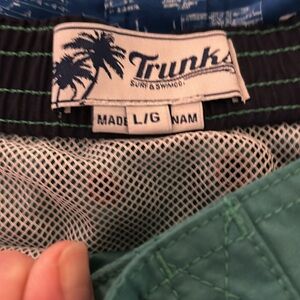 Trunks
SURF & SWIM CO.
MADE L/G NAM